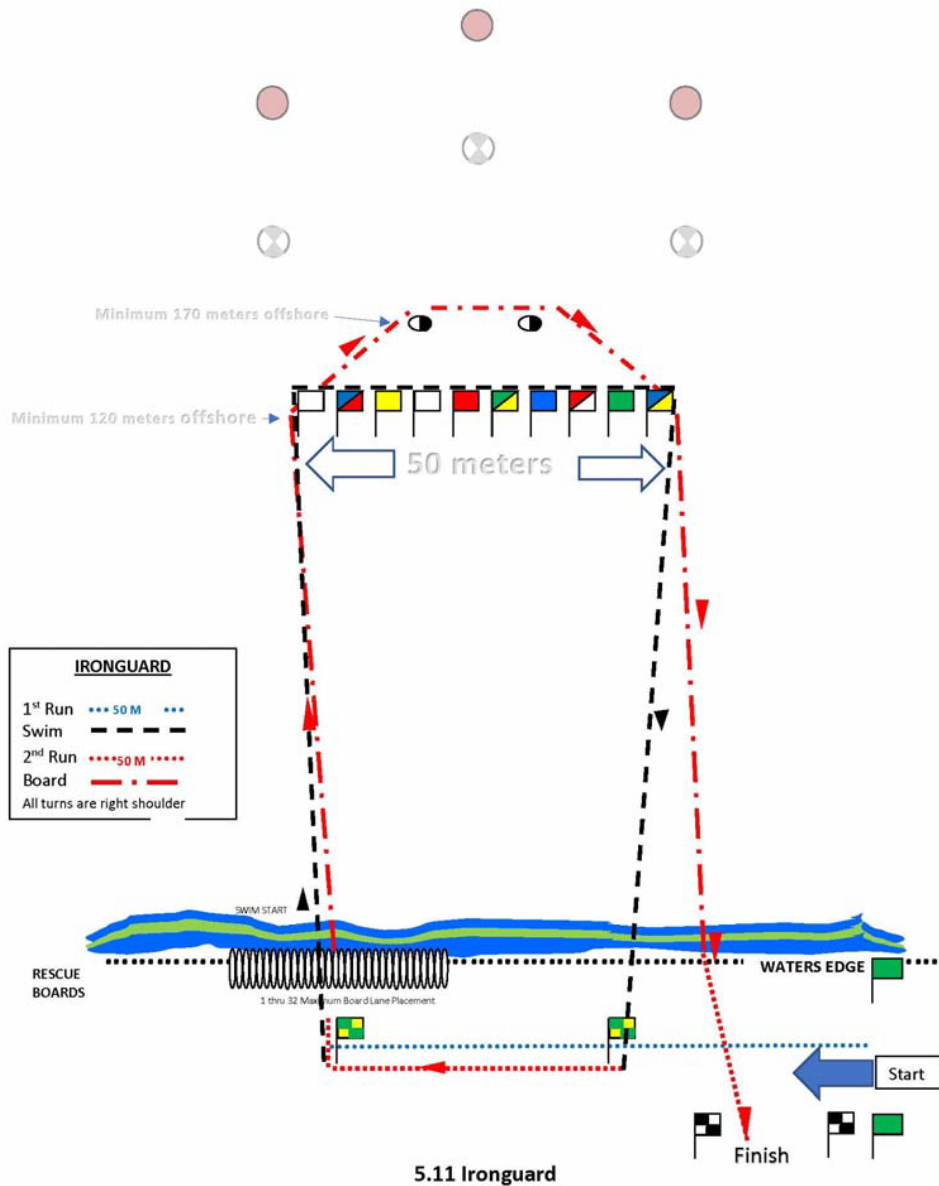 Minimum 170 meters offshore
Minimum 120 meters offshore
50 meters
IRONGUARD
1st Run 50 M
Swim
2nd Run 50 M
Board
All turns are right shoulder
SWIM START
RESCUE
BOARDS
WATERS EDGE
1 thru 32 Maximum Board Lane Placement
Start
Finish
5.11 Ironguard